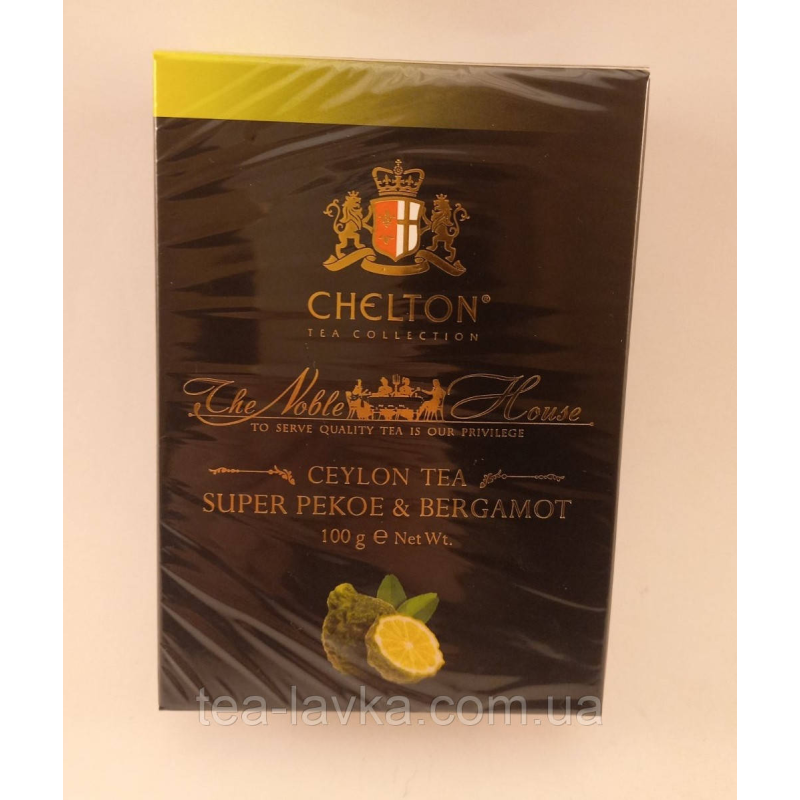 CHELTON®
TEA COLLECTION
The Noble House
TO SERVE QUALITY TEA IS OUR PRIVILEGE
CEYLON TEA
SUPER PEKOE & BERGAMOT
100 g ℮ Net Wt.
tea-lavka.com.ua